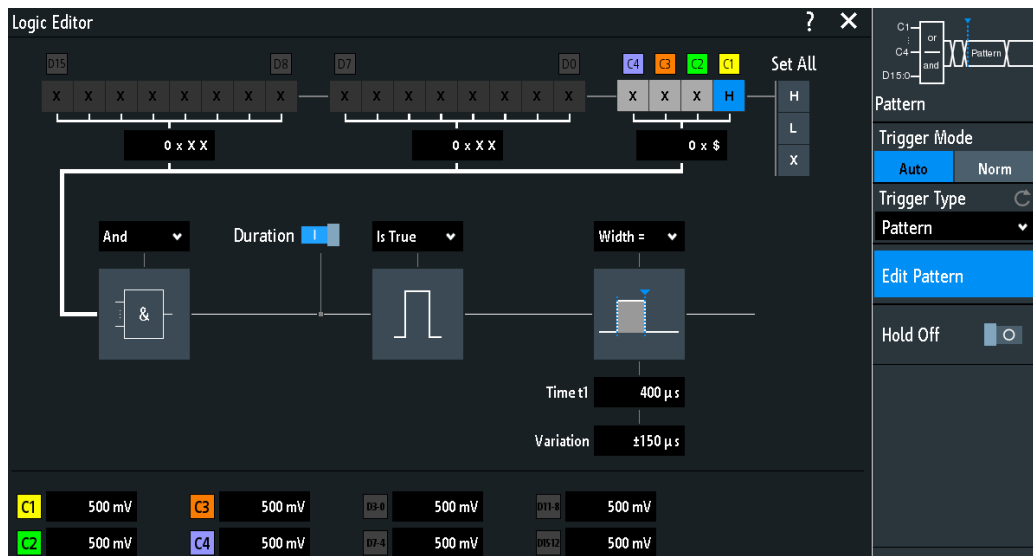 Logic Editor ? ×
C1
C4
D15:0
or
and
Pattern
Pattern
D15 D8 D7 D0 C4 C3 C2 C1 Set All
X X X X X X X X X X X X X X X X X X X H
H
L
X
0 x X X 0 x X X 0 x $
Trigger Mode
Auto Norm
Trigger Type
Pattern
Edit Pattern
Hold Off O
And Duration I Is True Width =
&
Time t1 400 µs
Variation ±150 µs
C1 500 mV C3 500 mV D3-0 500 mV D11-8 500 mV
C2 500 mV C4 500 mV D7-4 500 mV D1512 500 mV